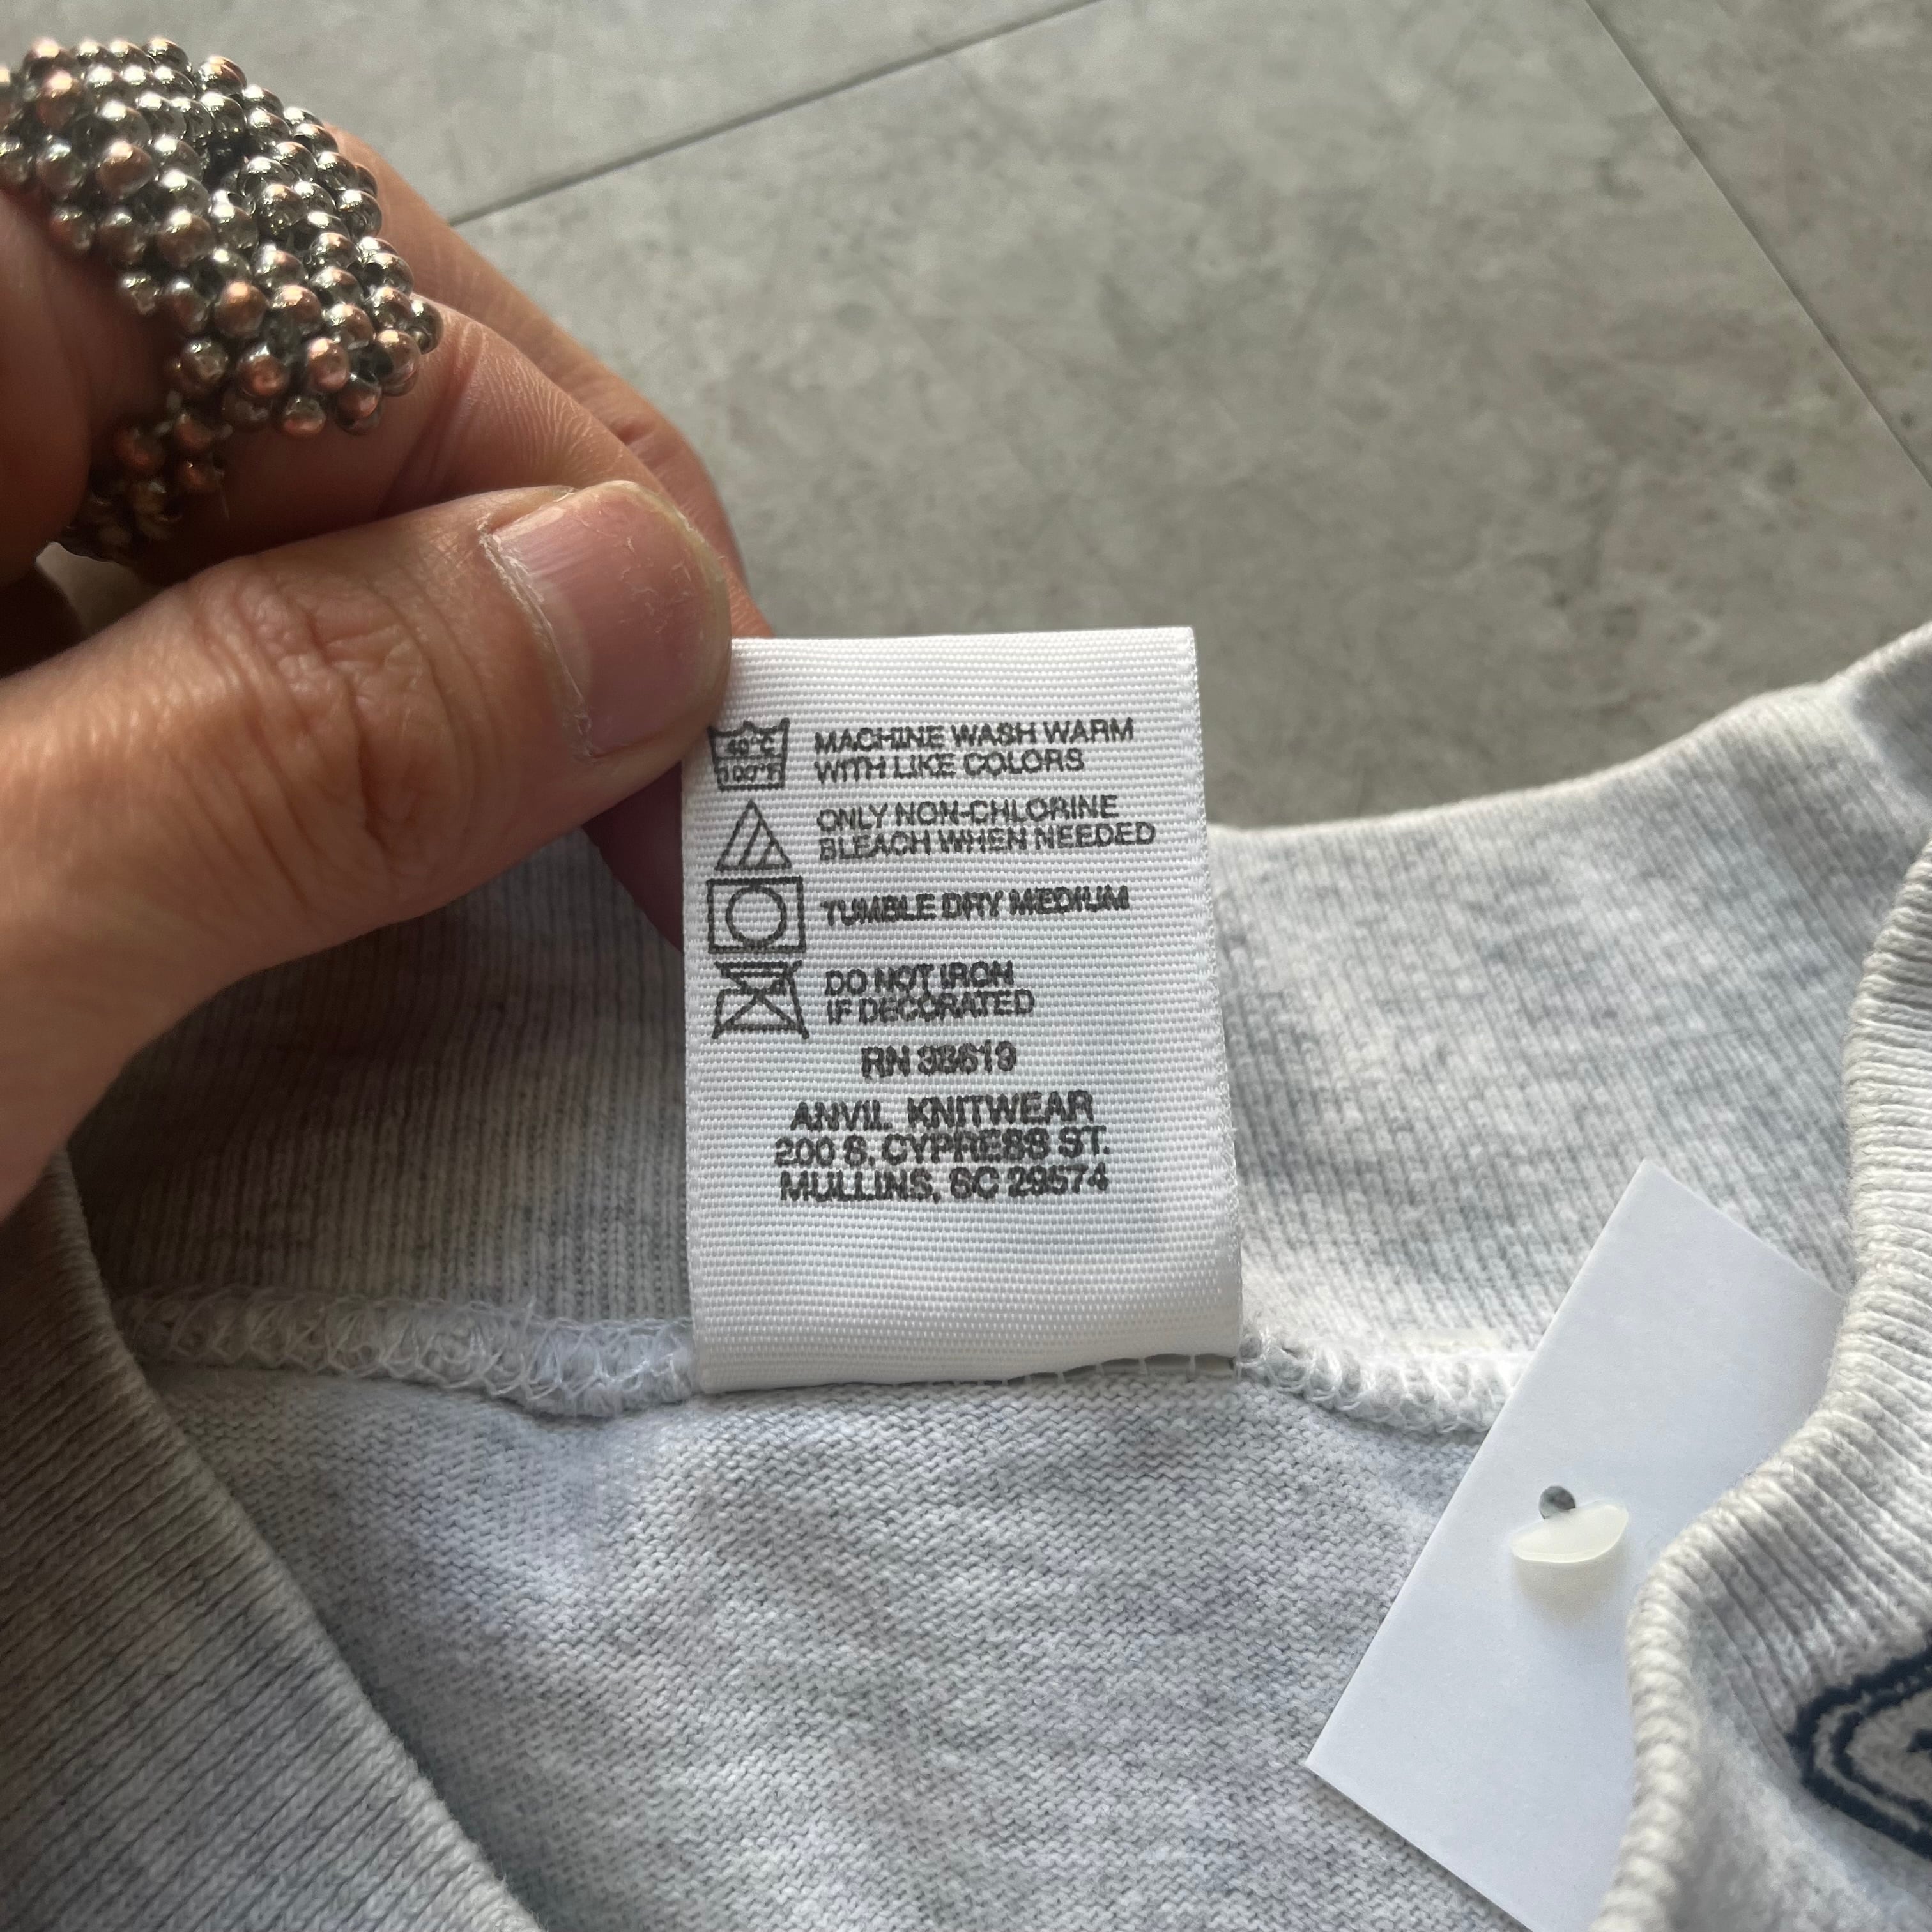 40°C
100°F
MACHINE WASH WARM
WITH LIKE COLORS
ONLY NON-CHLORINE
BLEACH WHEN NEEDED
TUMBLE DRY MEDIUM
DO NOT IRON
IF DECORATED
RN 38619
ANVIL KNITWEAR
200 S. CYPRESS ST.
MULLINS, SC 29574